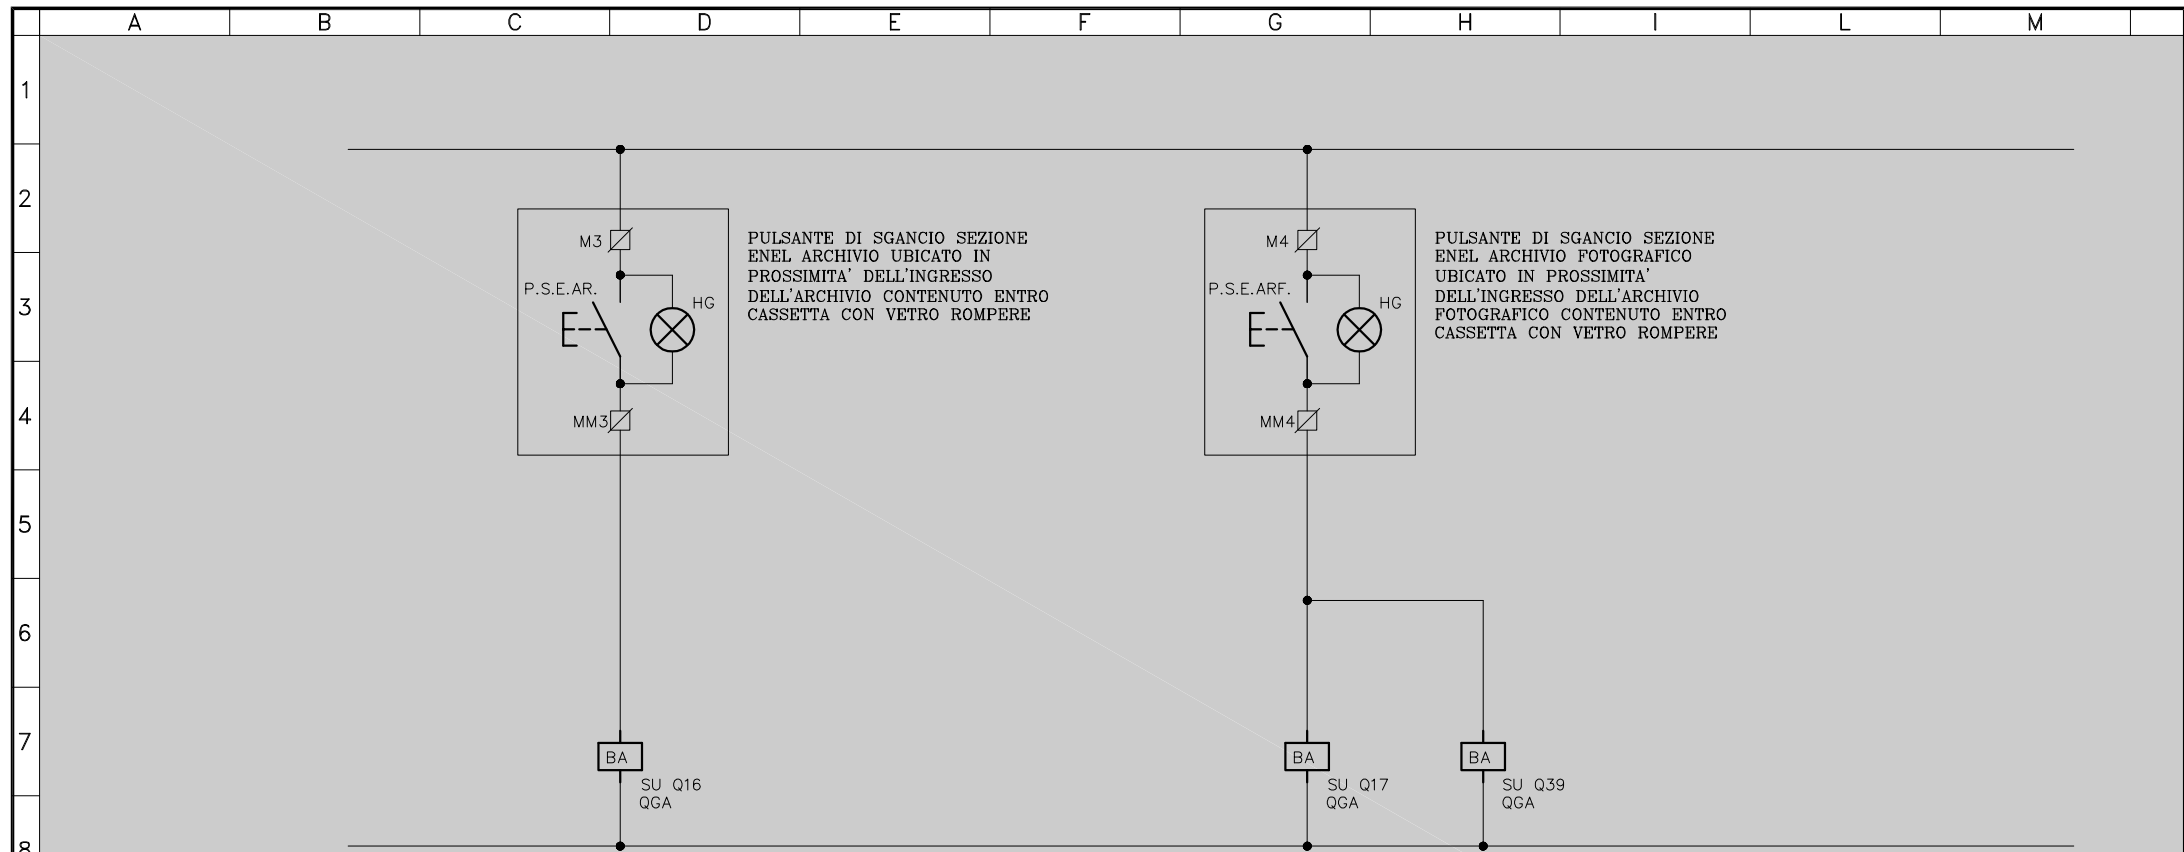 A B C D E F G H I L M
1
2
3
4
5
6
7
8
M3
P.S.E.AR.
HG
MM3
PULSANTE DI SGANCIO SEZIONE
ENEL ARCHIVIO UBICATO IN
PROSSIMITA' DELL'INGRESSO
DELL'ARCHIVIO CONTENUTO ENTRO
CASSETTA CON VETRO ROMPERE
M4
P.S.E.ARF.
HG
MM4
PULSANTE DI SGANCIO SEZIONE
ENEL ARCHIVIO FOTOGRAFICO
UBICATO IN PROSSIMITA'
DELL'INGRESSO DELL'ARCHIVIO
FOTOGRAFICO CONTENUTO ENTRO
CASSETTA CON VETRO ROMPERE
BA
SU Q16
QGA
BA
SU Q17
QGA
BA
SU Q39
QGA